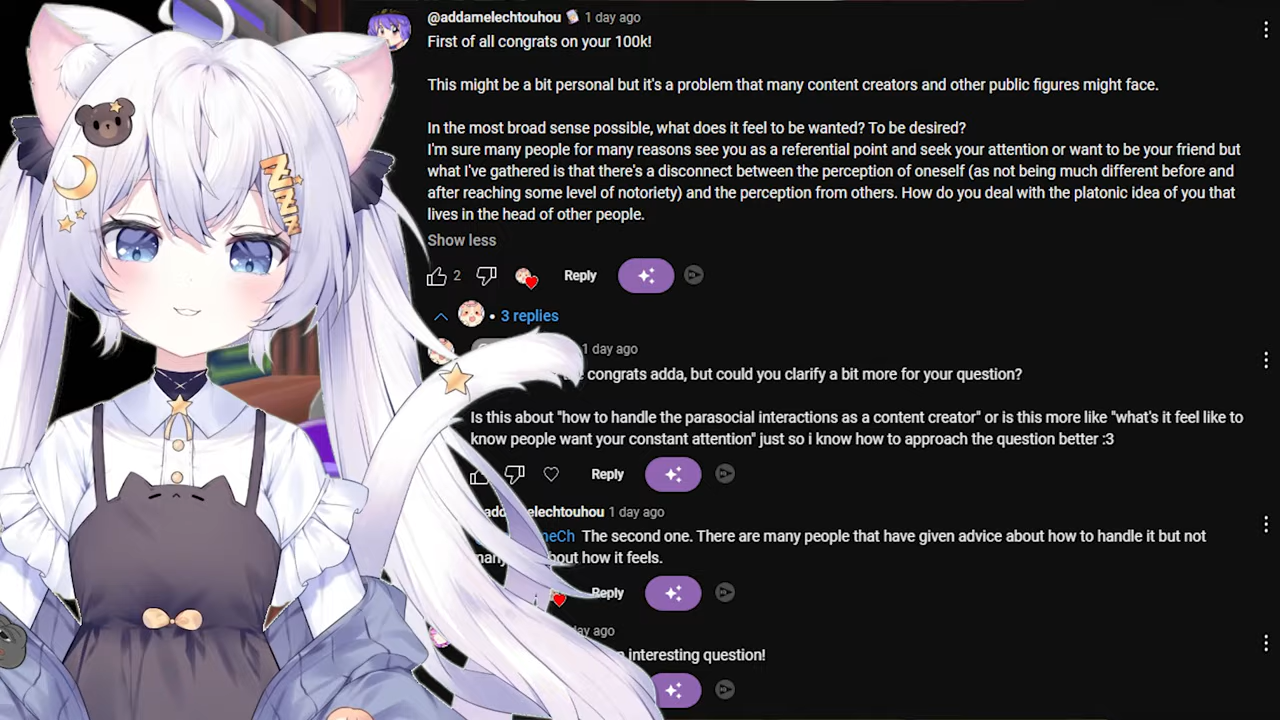 @addamelechtouhou 1 day ago
First of all congrats on your 100k!
This might be a bit personal but it's a problem that many content creators and other public figures might face.
In the most broad sense possible, what does it feel to be wanted? To be desired?
I'm sure many people for many reasons see you as a referential point and seek your attention or want to be your friend but
what I've gathered is that there's a disconnect between the perception of oneself (as not being much different before and
after reaching some level of notoriety) and the perception from others. How do you deal with the platonic idea of you that
lives in the head of other people.
Show less
2 Reply
3 replies
1 day ago
congrats adda, but could you clarify a bit more for your question?
Is this about "how to handle the parasocial interactions as a content creator" or is this more like "what's it feel like to
know people want your constant attention" just so i know how to approach the question better :3
Reply
elechtouhou 1 day ago
neCh The second one. There are many people that have given advice about how to handle it but not
out how it feels.
Reply
day ago
interesting question!